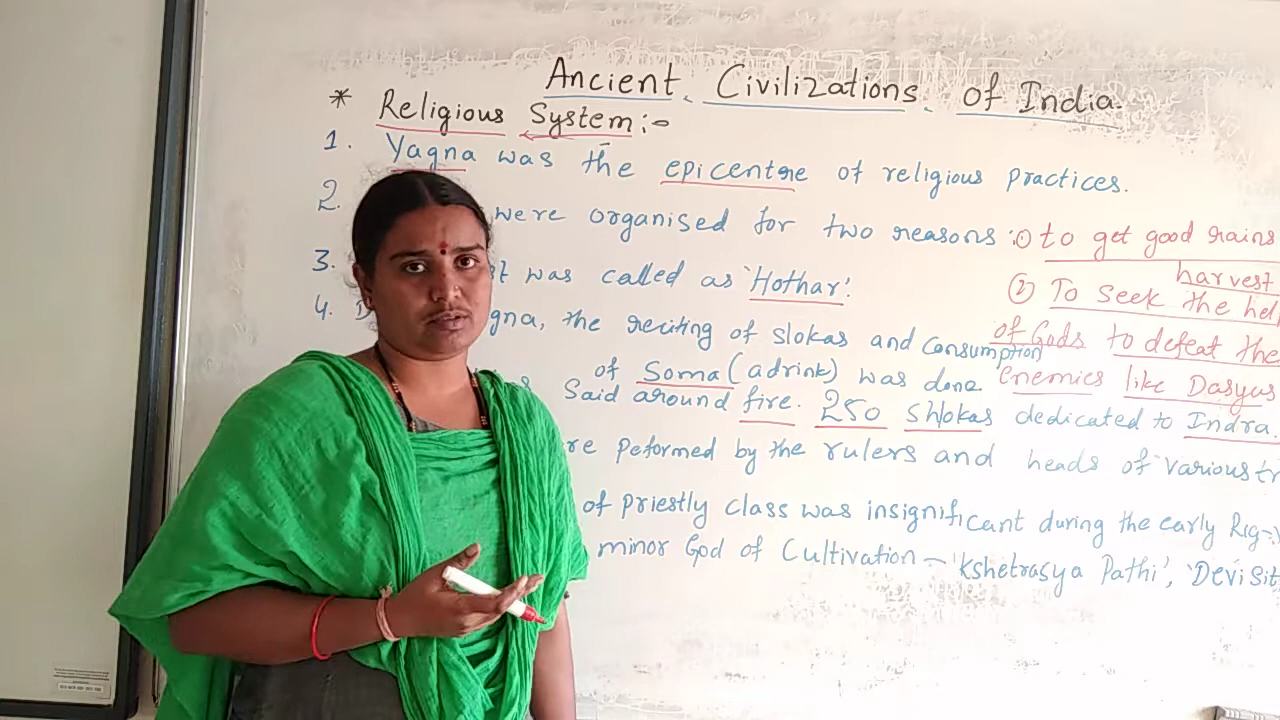 Ancient Civilizations of India.
* Religious System :-
1. Yagna was the epicentre of religious practices.
2. were organised for two reasons : ① to get good rains
harvest
3. was called as 'Hothar'.
② To seek the
4. gna, the reciting of slokas and consumption
of Gods to defeat the
of Soma (a drink) was done.
enemies like Dasyus
Said around fire. 250 shlokas dedicated to Indra.
re peformed by the rulers and heads of various
of priestly class was insignificant during the early Rig-
minor God of Cultivation - 'Kshetrasya Pathi', 'Devi